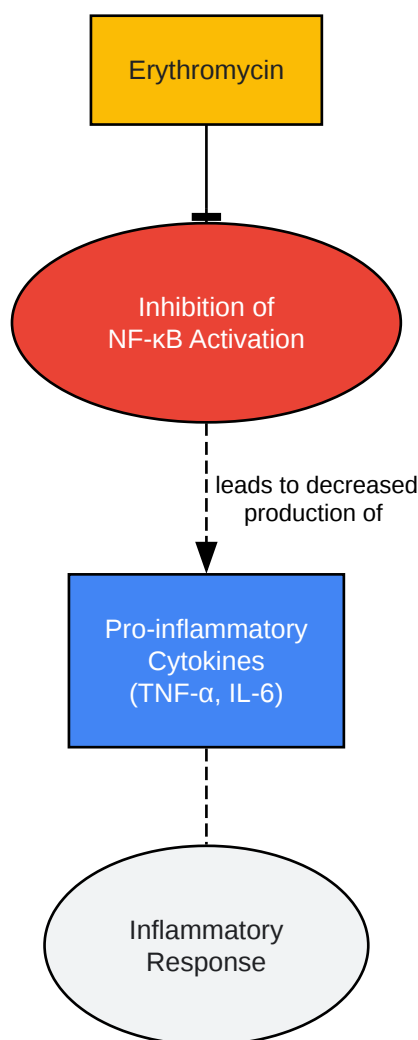 Erythromycin
Inhibition of
NF-κB Activation
leads to decreased
production of
Pro-inflammatory
Cytokines
(TNF-α, IL-6)
Inflammatory
Response